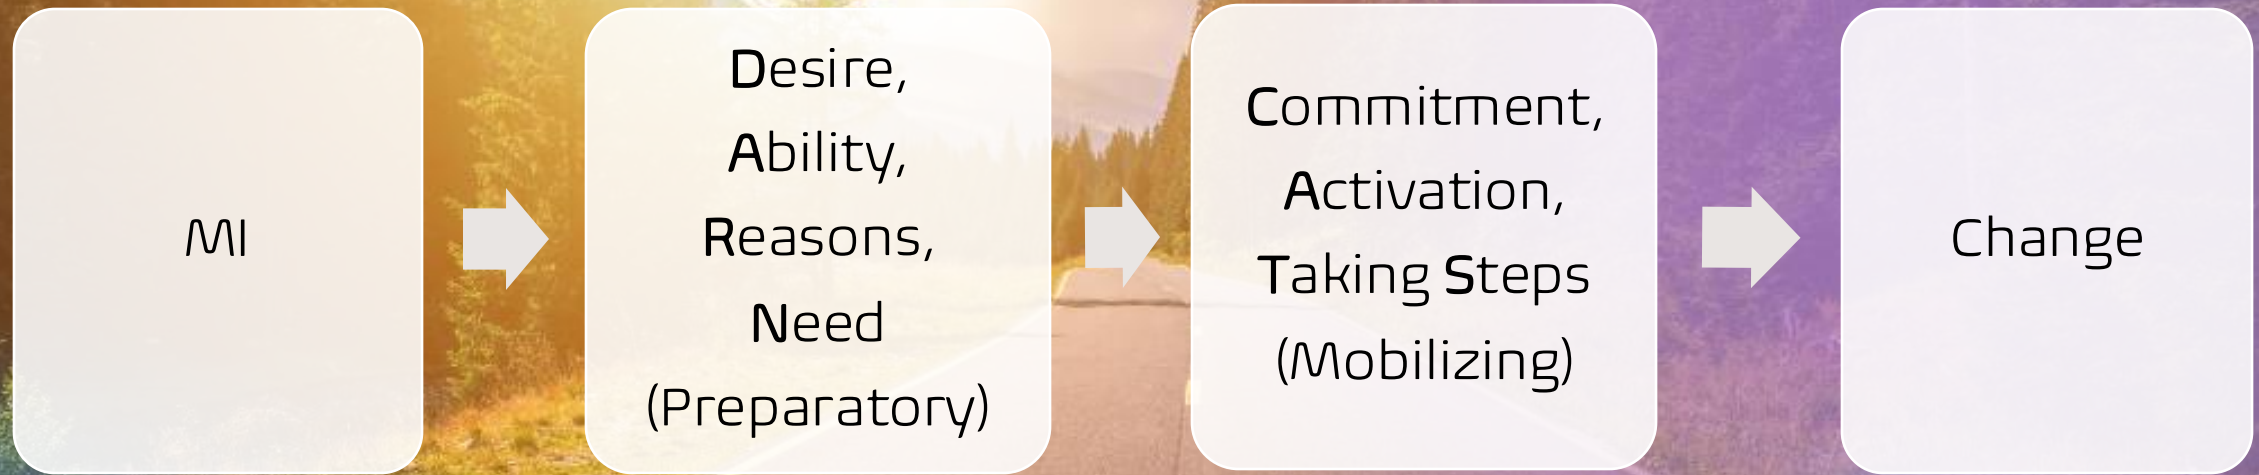 MI
Desire,
Ability,
Reasons,
Need
(Preparatory)
Commitment,
Activation,
Taking Steps
(Mobilizing)
Change